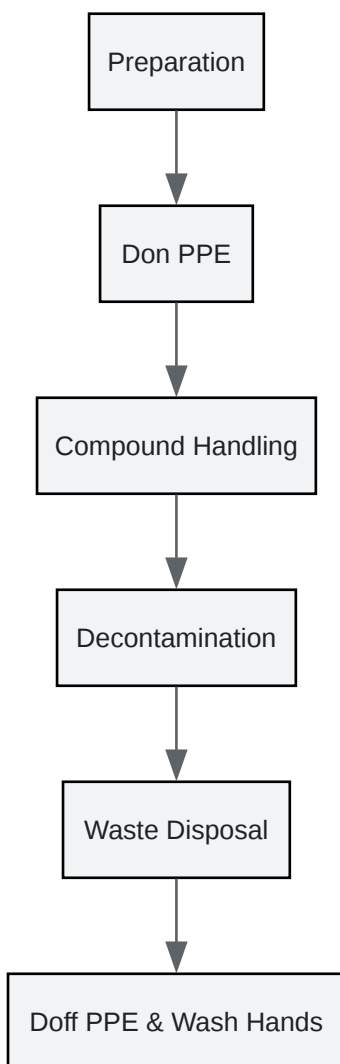 Preparation
Don PPE
Compound Handling
Decontamination
Waste Disposal
Doff PPE & Wash Hands